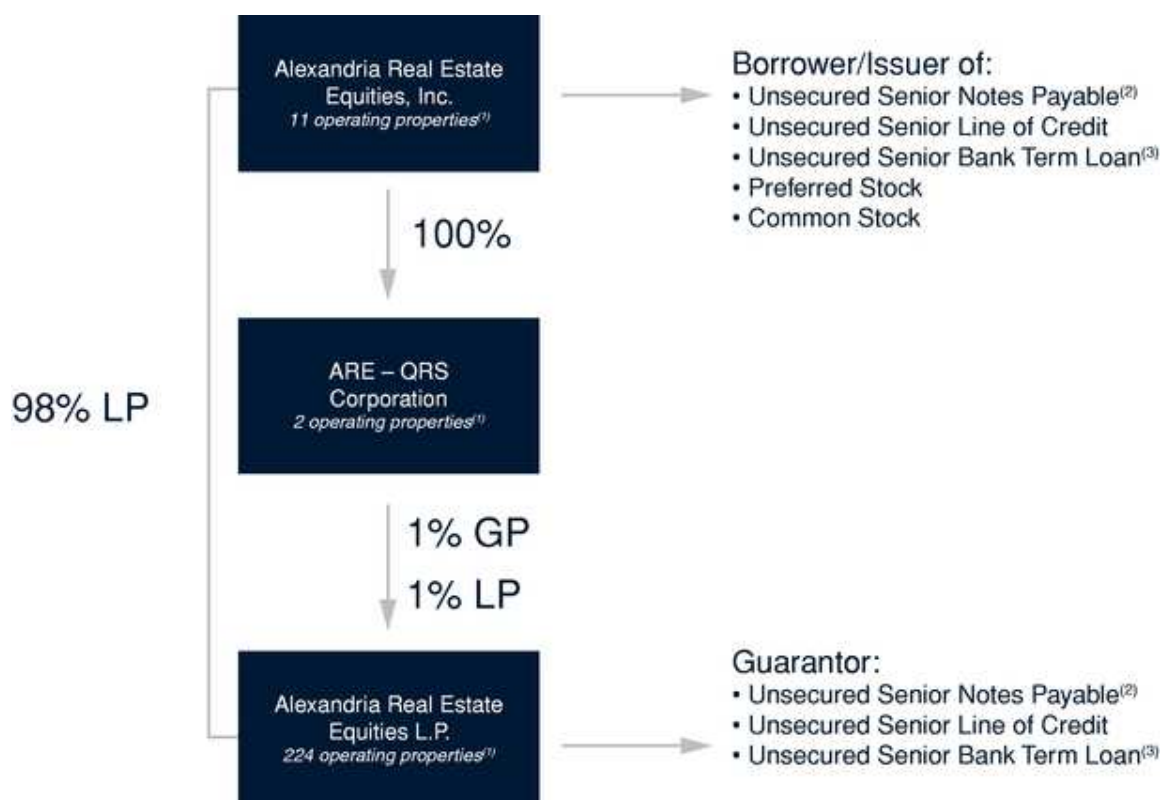 Alexandria Real Estate
Equities, Inc.
11 operating properties(1)
Borrower/Issuer of:
• Unsecured Senior Notes Payable(2)
• Unsecured Senior Line of Credit
• Unsecured Senior Bank Term Loan(3)
• Preferred Stock
• Common Stock
100%
ARE – QRS
Corporation
2 operating properties(1)
98% LP
1% GP
1% LP
Alexandria Real Estate
Equities L.P.
224 operating properties(1)
Guarantor:
• Unsecured Senior Notes Payable(2)
• Unsecured Senior Line of Credit
• Unsecured Senior Bank Term Loan(3)